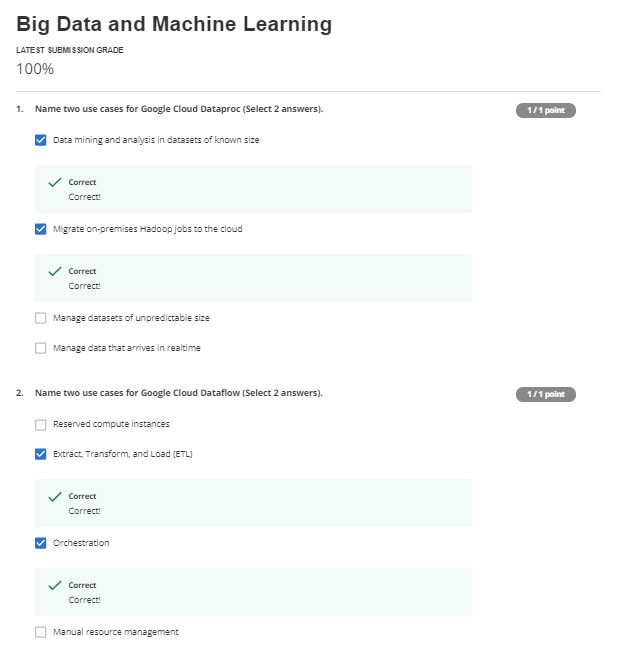 Big Data and Machine Learning
LATEST SUBMISSION GRADE
100%
1. Name two use cases for Google Cloud Dataproc (Select 2 answers). 1 / 1 point
Data mining and analysis in datasets of known size
Correct
Correct!
Migrate on-premises Hadoop jobs to the cloud
Correct
Correct!
Manage datasets of unpredictable size
Manage data that arrives in realtime
2. Name two use cases for Google Cloud Dataflow (Select 2 answers). 1 / 1 point
Reserved compute instances
Extract, Transform, and Load (ETL)
Correct
Correct!
Orchestration
Correct
Correct!
Manual resource management